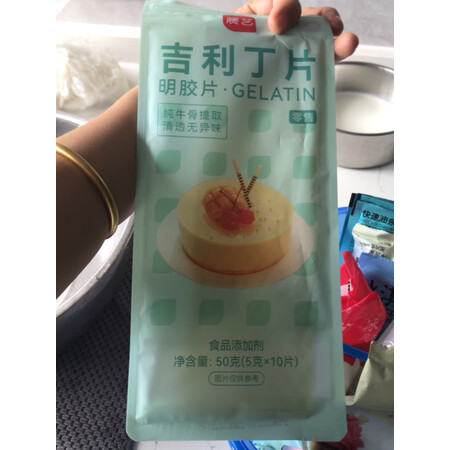 展艺
吉利丁片
明胶片·GELATIN
纯牛骨提取
清透无异味
零售
食品添加剂
净含量: 50克(5克×10片)
图片仅供参考
快速